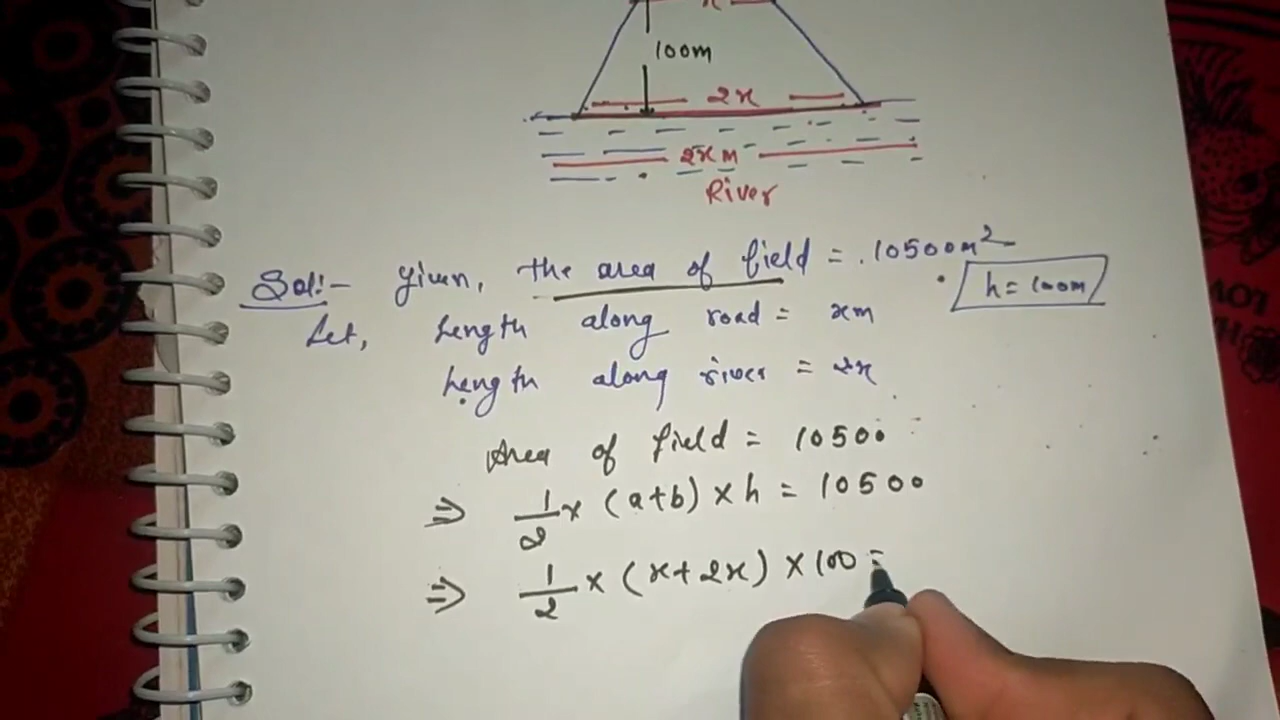 x
100m
2x
2x m
River
Sol:- Given, the area of field = 10500m²
h = 100m
Let, Length along road = xm
Length along river = 2x
Area of field = 10500
⇒ 1/2 × (a+b) × h = 10500
⇒ 1/2 × (x+2x) × 100 =